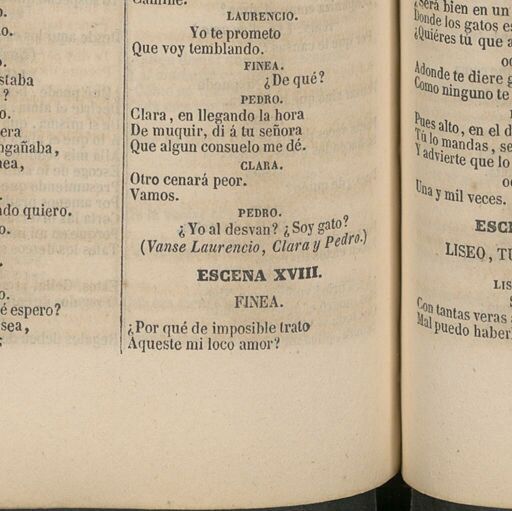 o.
o.
staba
?
o.
era
ngañaba,
nea,
ndo quiero.
o.
o.
é espero?
sea,
LAURENCIO.
Yo te prometo
Que voy temblando.
FINEA.
¿De qué?
PEDRO.
Clara, en llegando la hora
De muquir, di á tu señora
Que algun consuelo me dé.
CLARA.
Otro cenará peor.
Vamos.
PEDRO.
¿Yo al desvan? ¿Soy gato?
(Vanse Laurencio, Clara y Pedro.)
ESCENA XVIII.
FINEA.
¿Por qué de imposible trato
Aqueste mi loco amor?
¿Será bien en un
Donde los gatos es
¿Quiéres tú que a
Adonde te diere g
Como ninguno te
Pues alto, en el d
Tú lo mandas, se
Y advierte que lo
Una y mil veces.
ESCE
LISEO, TU
LIS
Con tantas veras
Mal puedo haber